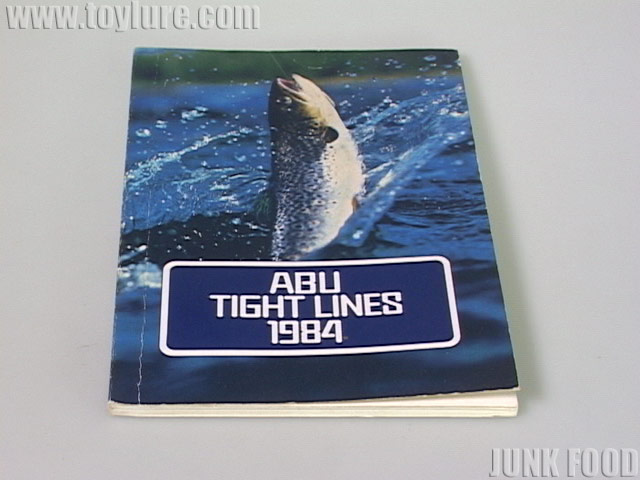 www.toylure.com
ABU
TIGHT LINES
1984
JUNK FOOD